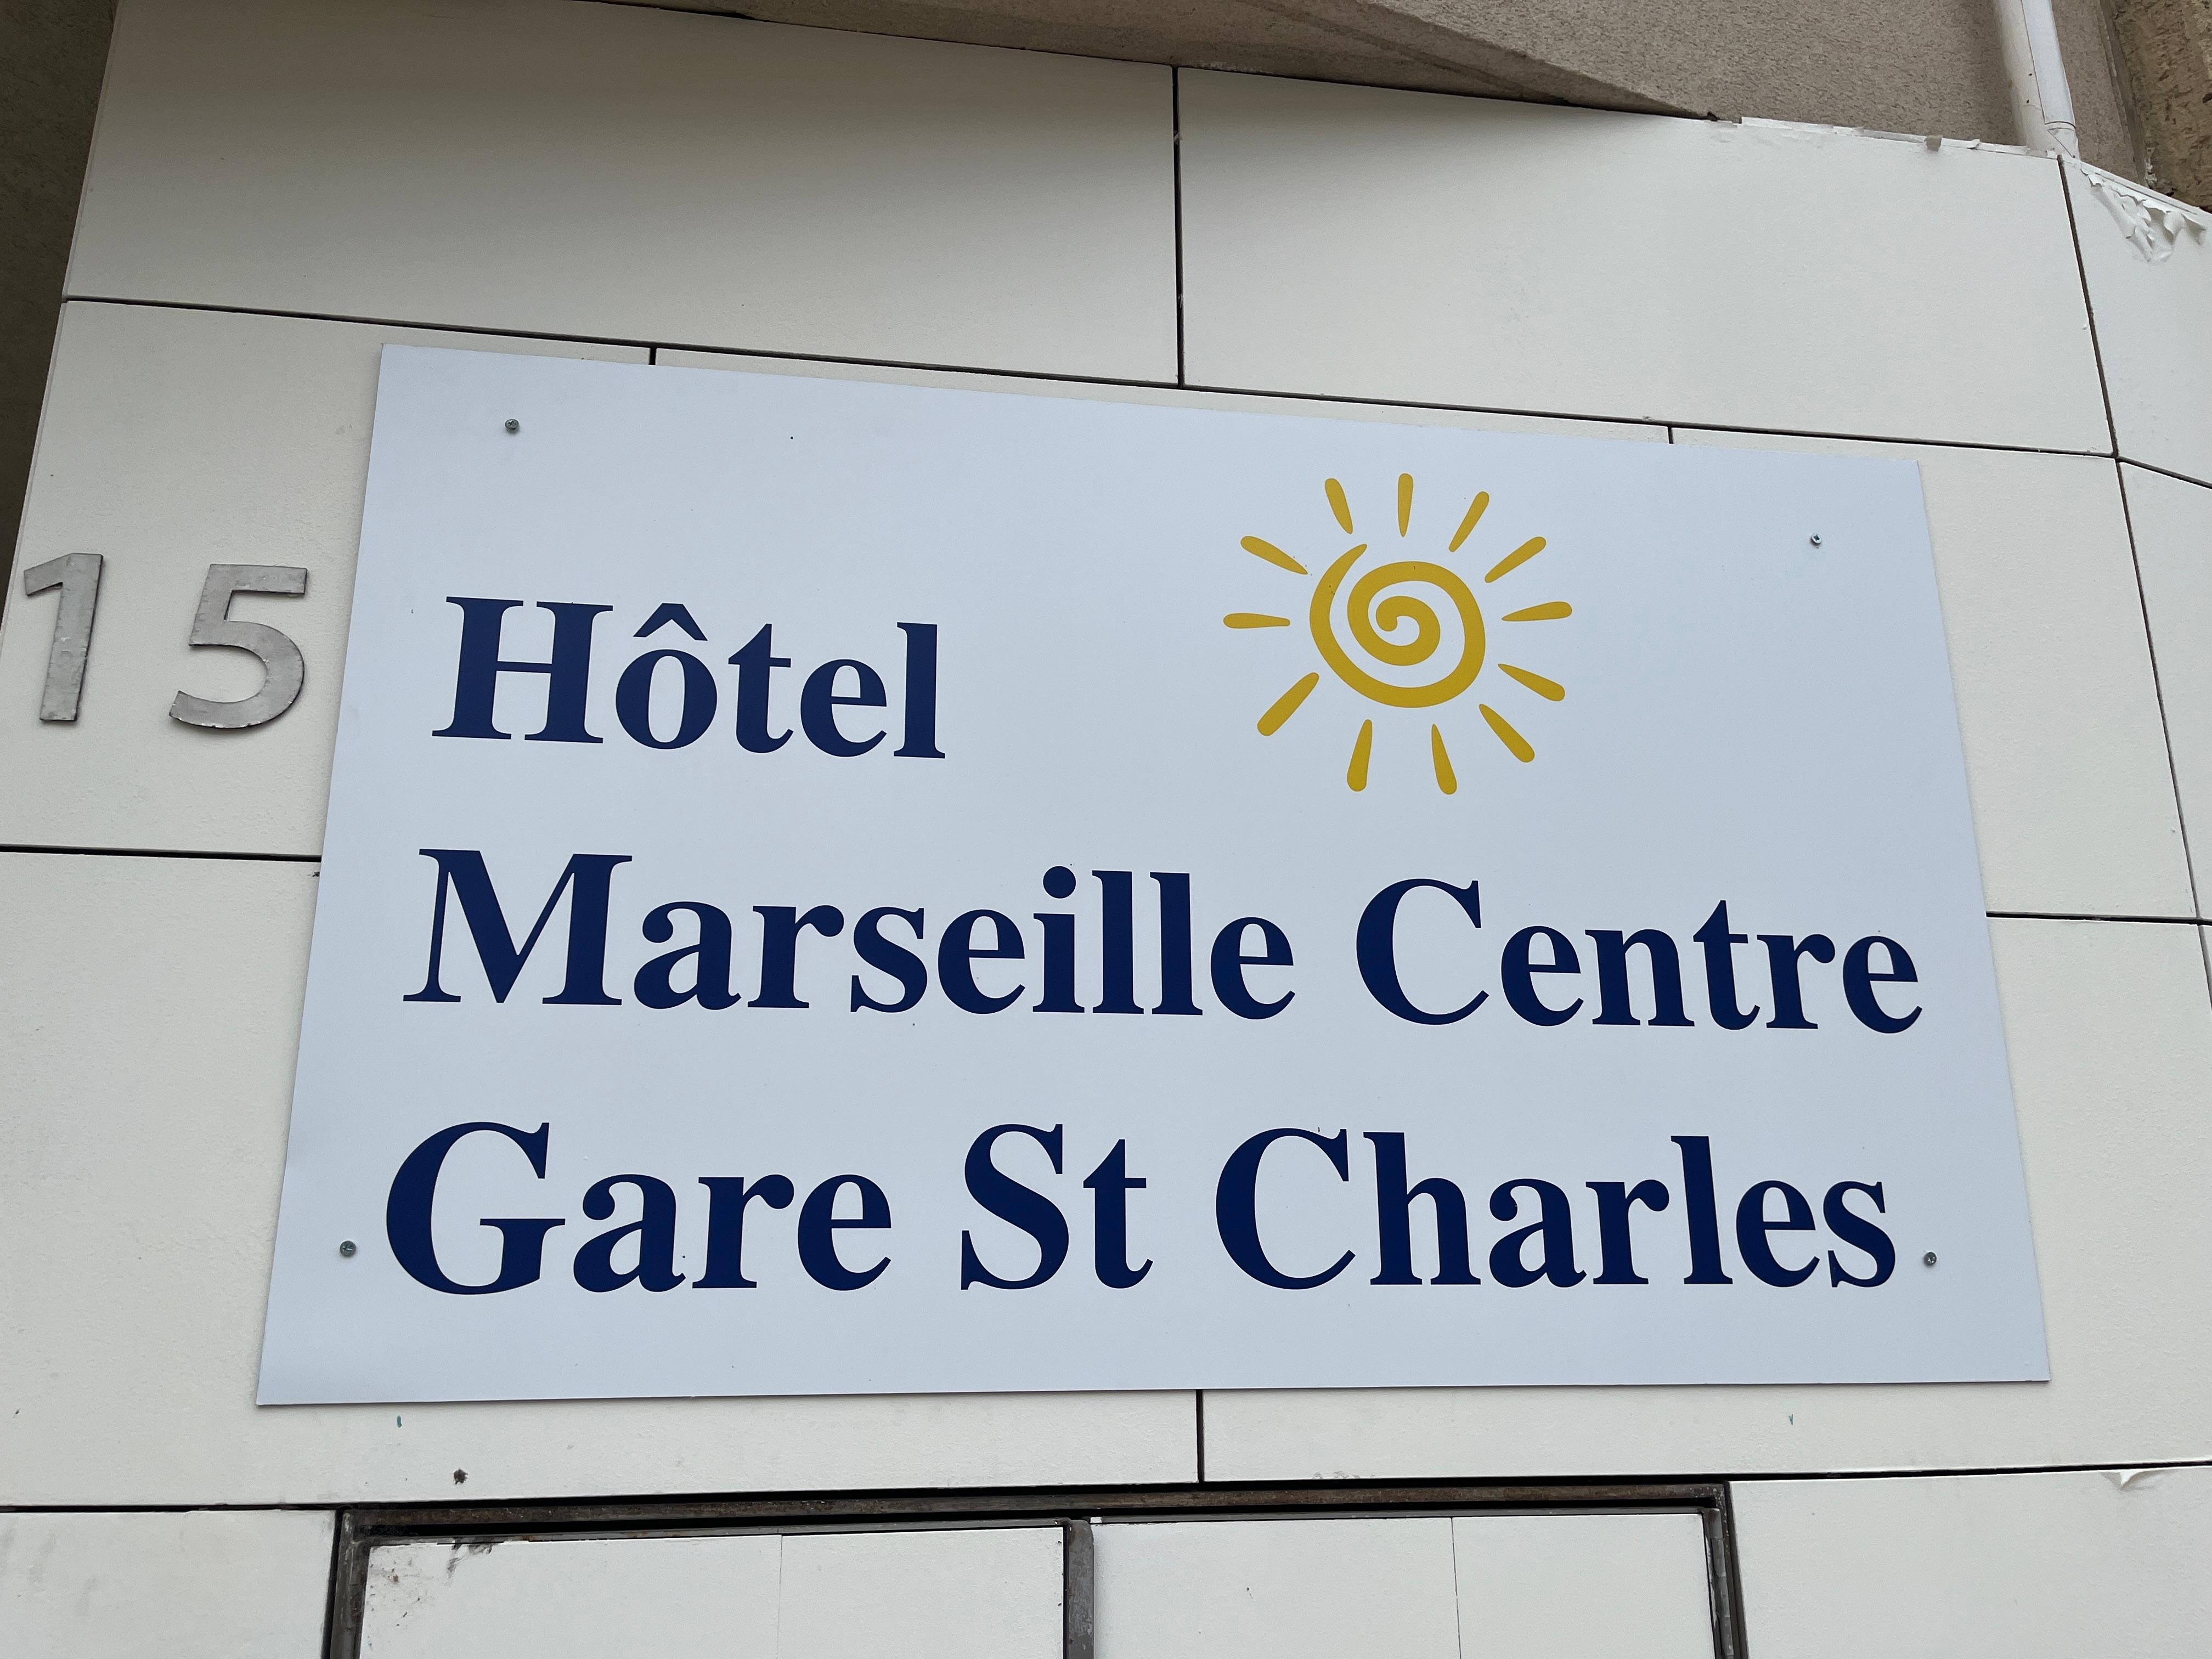 15
Hôtel
Marseille Centre
Gare St Charles